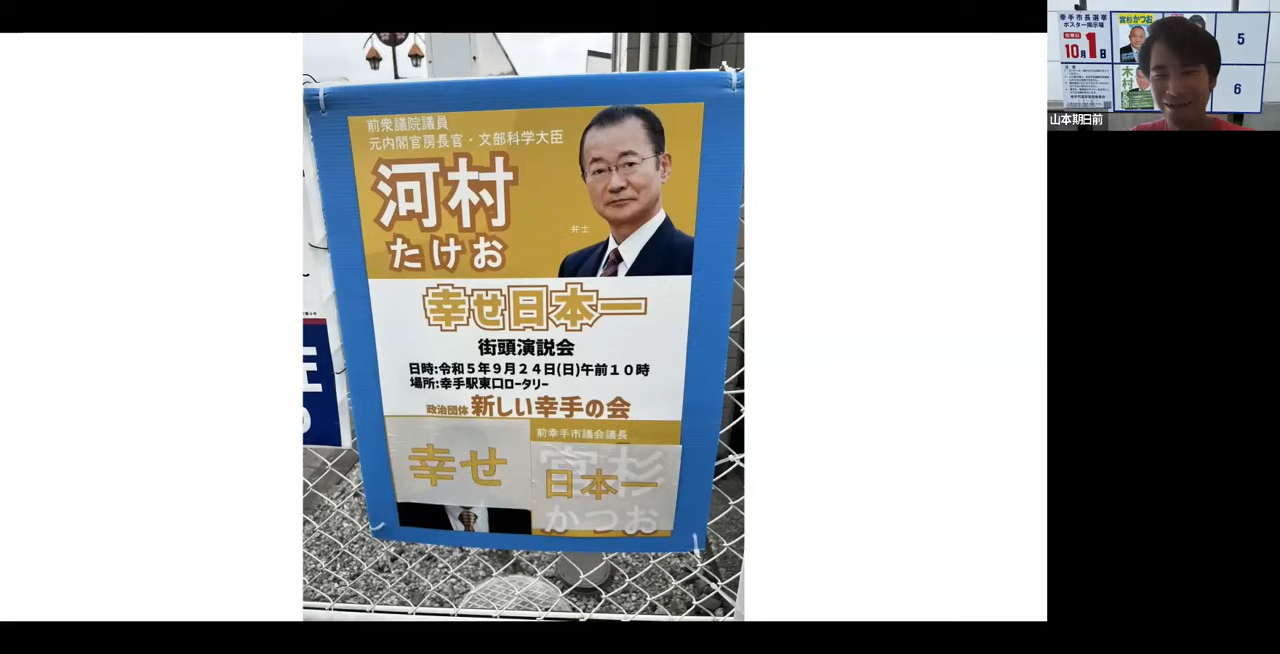 前衆議院議員
元内閣官房長官・文部科学大臣
河村
たけお
弁士
幸せ日本一
街頭演説会
日時:令和5年9月24日(日)午前10時
場所:幸手駅東口ロータリー
政治団体 新しい幸手の会
前幸手市議会議長
幸せ
宮杉
日本一
かつお
幸手市長選挙
ポスター掲示場
10月1日
宮杉かつお
木村
5
6
山本期日前